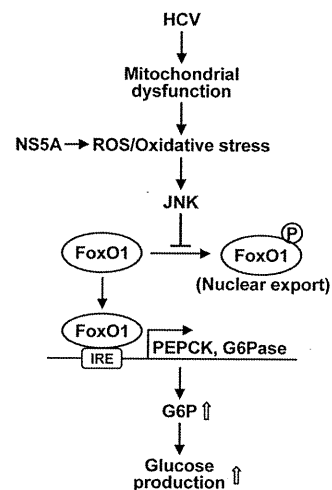 HCV
Mitochondrial
dysfunction
NS5A → ROS/Oxidative stress
JNK
P
FoxO1
FoxO1
(Nuclear export)
FoxO1
IRE
PEPCK, G6Pase
G6P ⇧
Glucose
production ⇧